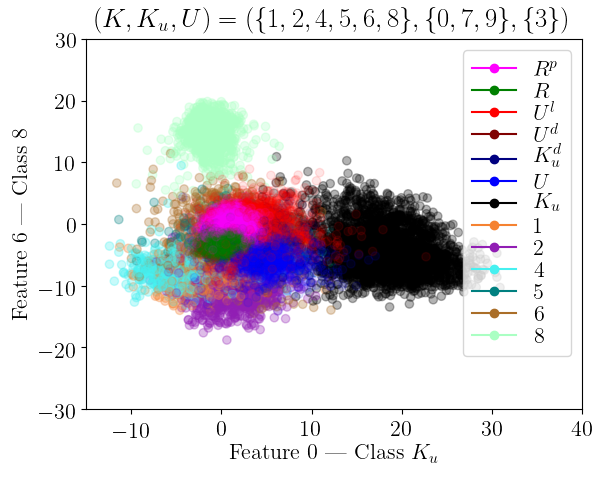 (K, K_u, U) = ({1, 2, 4, 5, 6, 8}, {0, 7, 9}, {3})
30
20
10
0
−10
−20
−30
Feature 6 — Class 8
R^p
R
U^l
U^d
K_u^d
U
K_u
1
2
4
5
6
8
−10
0
10
20
30
40
Feature 0 — Class K_u